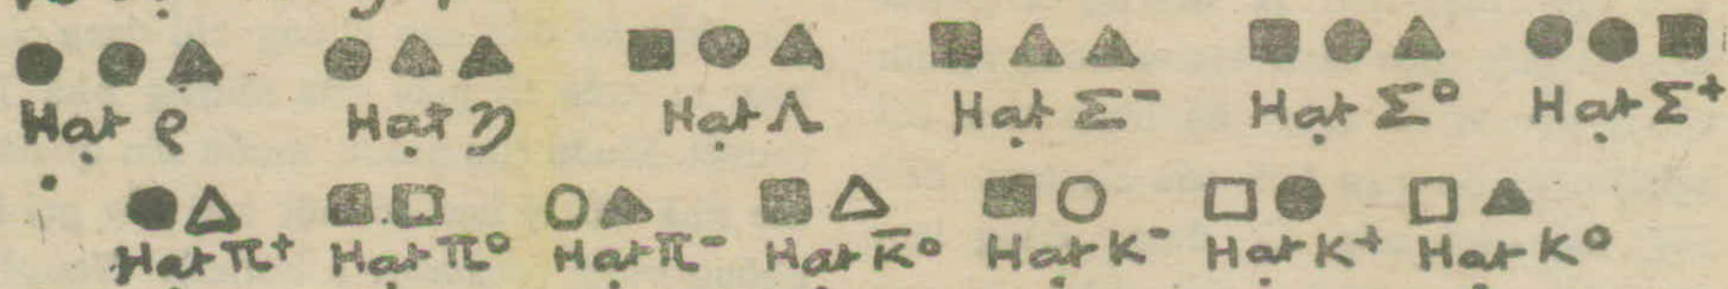 Hạt ρ Hạt η Hạt Λ Hạt Σ⁻ Hạt Σ⁰ Hạt Σ⁺
Hạt π⁺ Hạt π⁰ Hạt π⁻ Hạt K̄⁰ Hạt K⁻ Hạt K⁺ Hạt K⁰